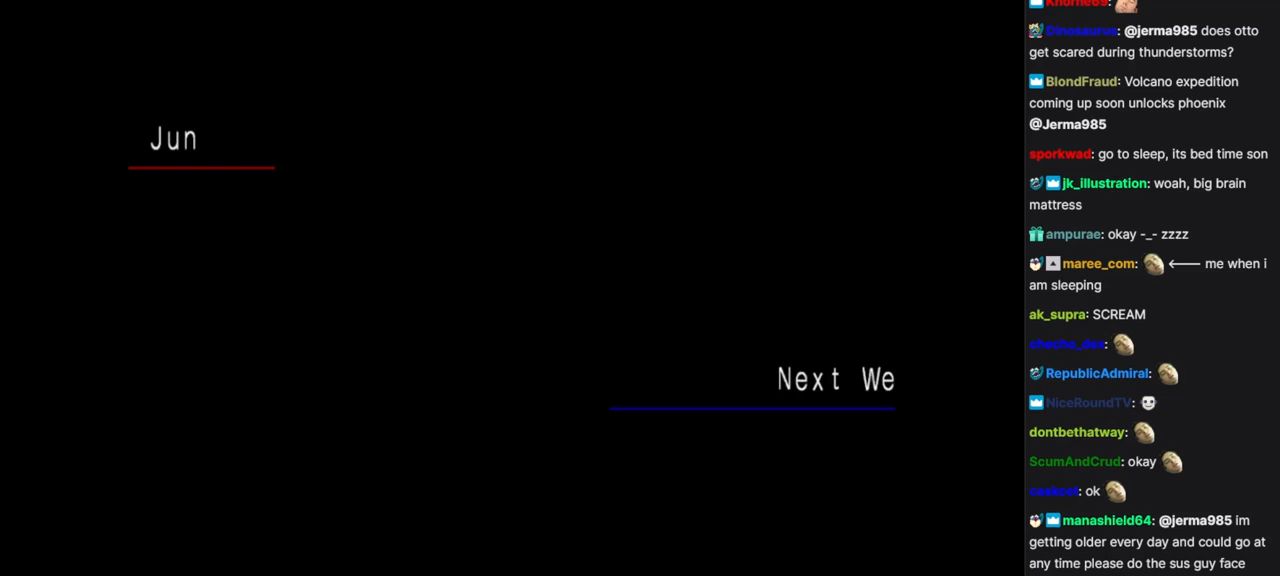 Jun
Next We
Khorne69:
Dinosaurus: @jerma985 does otto
get scared during thunderstorms?
BlondFraud: Volcano expedition
coming up soon unlocks phoenix
@Jerma985
sporkwad: go to sleep, its bed time son
jk_illustration: woah, big brain
mattress
ampurae: okay -_- zzzz
maree_com: <—— me when i
am sleeping
ak_supra: SCREAM
checho_des:
RepublicAdmiral:
NiceRoundTV:
dontbethatway:
ScumAndCrud: okay
: ok
manashield64: @jerma985 im
getting older every day and could go at
any time please do the sus guy face